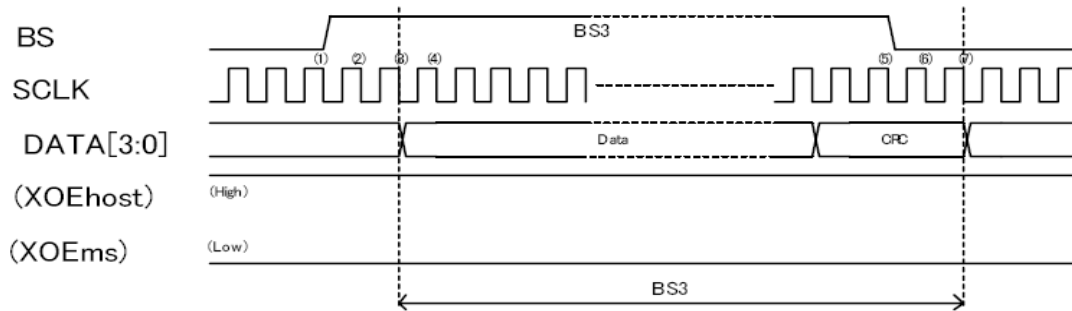 BS
BS3
(1) (2) (3) (4) (5) (6) (7)
SCLK
DATA[3:0]
Data
CRC
(XOEhost)
(High)
(XOEms)
(Low)
BS3